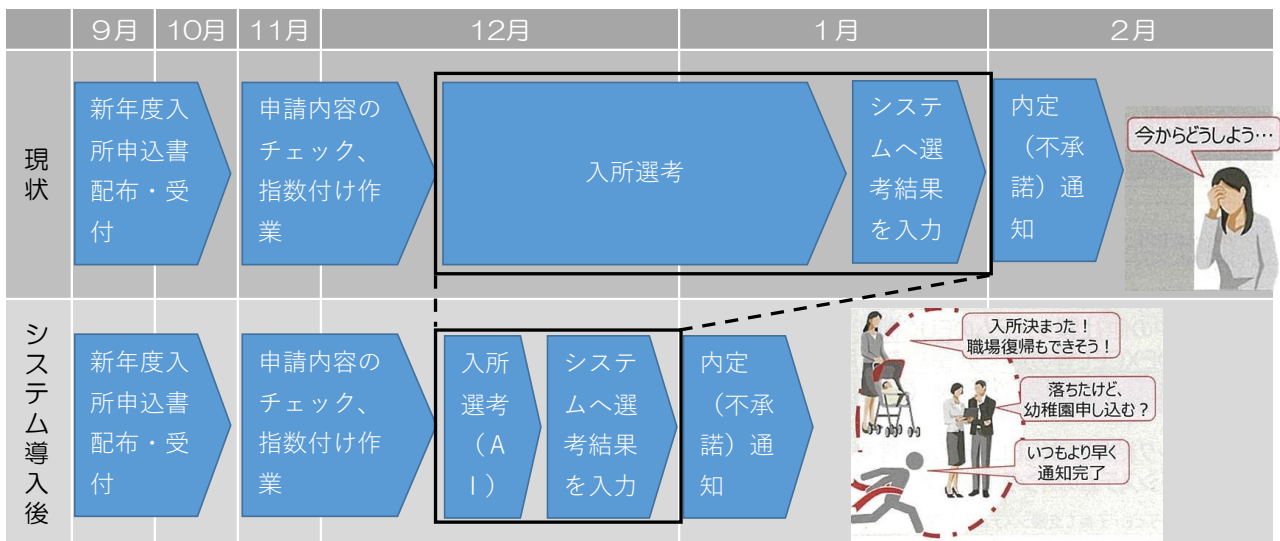 9月
10月
11月
12月
1月
2月
現状
新年度入
所申込書
配布・受
付
申請内容の
チェック、
指数付け作
業
入所選考
システ
ムへ選
考結果
を入力
内定
（不承
諾）通
知
今からどうしよう…
システム導入後
新年度入
所申込書
配布・受
付
申請内容の
チェック、
指数付け作
業
入所
選考
（A
I）
システ
ムへ選
考結果
を入力
内定
（不承
諾）通
知
入所決まった！
職場復帰もできそう！
落ちたけど、
幼稚園申し込む？
いつもより早く
通知完了